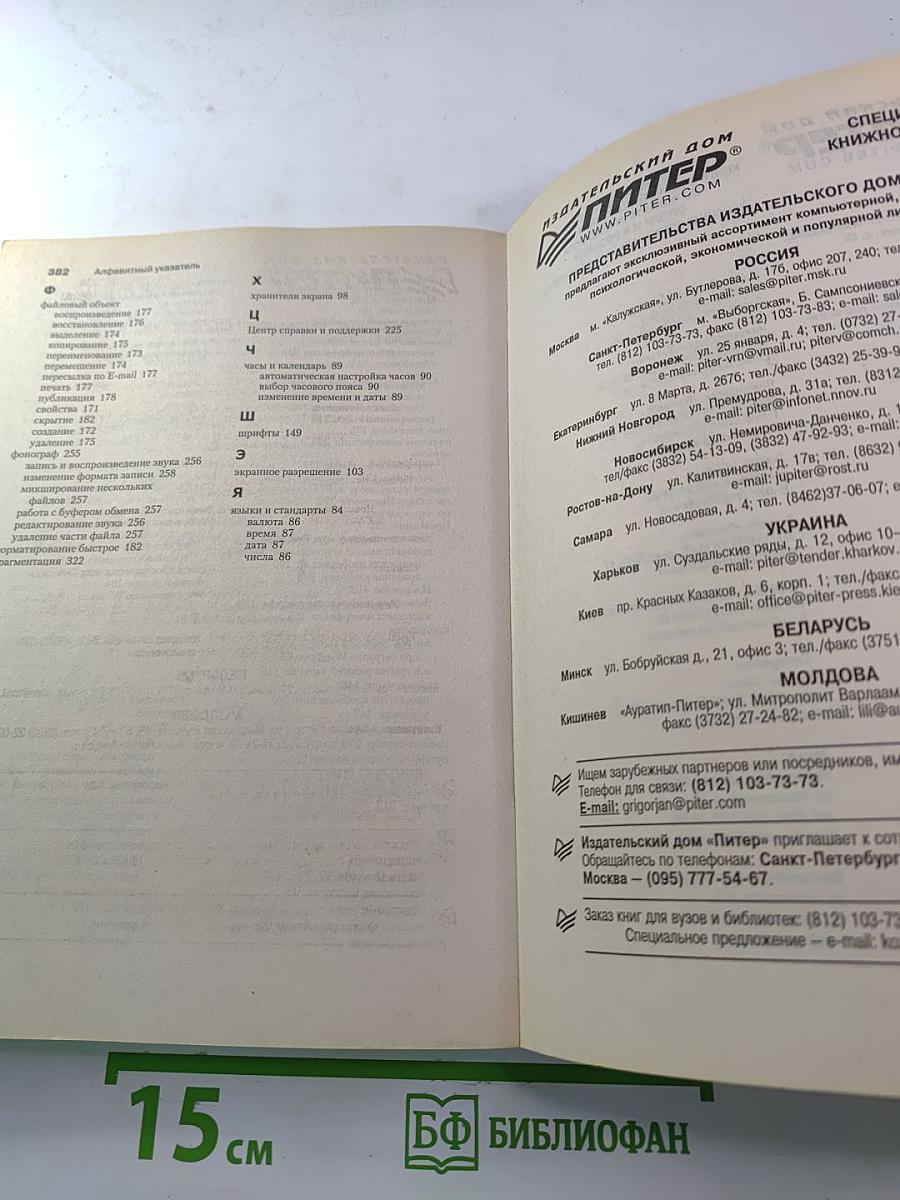 382 Алфавитный указатель
Ф
файловый объект
воспроизведение 177
восстановление 176
выделение 174
копирование 175
переименование 173
перемещение 174
пересылка по E-mail 177
печать 177
публикация 178
свойства 171
скрытие 182
создание 172
удаление 175
фонограф 255
запись и воспроизведение звука 256
изменение формата записи 258
микширование нескольких
файлов 257
работа с буфером обмена 257
редактирование звука 256
удаление части файла 257
орматирование быстрое 182
рагментация 322
Х
хранители экрана 98
Ц
Центр справки и поддержки 225
Ч
часы и календарь 89
автоматическая настройка часов 90
выбор часового пояса 90
изменение времени и даты 89
Ш
шрифты 149
Э
экранное разрешение 103
Я
языки и стандарты 84
валюта 86
время 87
дата 87
числа 86
СПЕЦИ
КНИЖНО
ИЗДАТЕЛЬСКИЙ ДОМ
ПИТЕР®
WWW.PITER.COM
ПРЕДСТАВИТЕЛЬСТВА ИЗДАТЕЛЬСКОГО ДОМ
предлагают эксклюзивный ассортимент компьютерной,
психологической, экономической и популярной ли
РОССИЯ
Москва м. «Калужская», ул. Бутлерова, д. 17б, офис 207, 240; тел
e-mail: sales@piter.msk.ru
Санкт-Петербург м. «Выборгская», Б. Сампсониевск
тел. (812) 103-73-73, факс (812) 103-73-83; e-mail: sal
Воронеж ул. 25 января, д. 4; тел. (0732) 27-
e-mail: piter-vrn@vmail.ru; piterv@comch.
Екатеринбург ул. 8 Марта, д. 267б; тел./факс (3432) 25-39-9
Нижний Новгород ул. Премудрова, д. 31а; тел. (8312
e-mail: piter@infonet.nnov.ru
Новосибирск ул. Немировича-Данченко, д. 1
тел/факс (3832) 54-13-09, (3832) 47-92-93; e-mail:
Ростов-на-Дону ул. Калитвинская, д. 17в; тел. (8632)
e-mail: jupiter@rost.ru
Самара ул. Новосадовая, д. 4; тел. (8462)37-06-07; e
УКРАИНА
Харьков ул. Суздальские ряды, д. 12, офис 10–
e-mail: piter@tender.kharkov.
Киев пр. Красных Казаков, д. 6, корп. 1; тел./факс
e-mail: office@piter-press.kie
БЕЛАРУСЬ
Минск ул. Бобруйская д., 21, офис 3; тел./факс (3751
МОЛДОВА
Кишинев «Ауратип-Питер»; ул. Митрополит Варлаам
факс (3732) 27-24-82; e-mail: lili@au
Ищем зарубежных партнеров или посредников, им
Телефон для связи: (812) 103-73-73.
E-mail: grigorjan@piter.com
Издательский дом «Питер» приглашает к сот
Обращайтесь по телефонам: Санкт-Петербург
Москва – (095) 777-54-67.
Заказ книг для вузов и библиотек: (812) 103-73
Специальное предложение – e-mail: ko
15 см
БФ БИБЛИОФАН